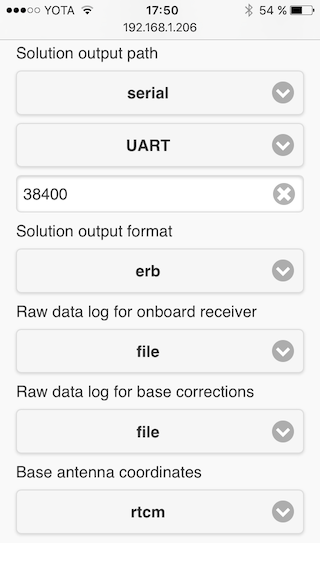 YOTA 17:50 54 %
192.168.1.206
Solution output path
serial
UART
38400
Solution output format
erb
Raw data log for onboard receiver
file
Raw data log for base corrections
file
Base antenna coordinates
rtcm